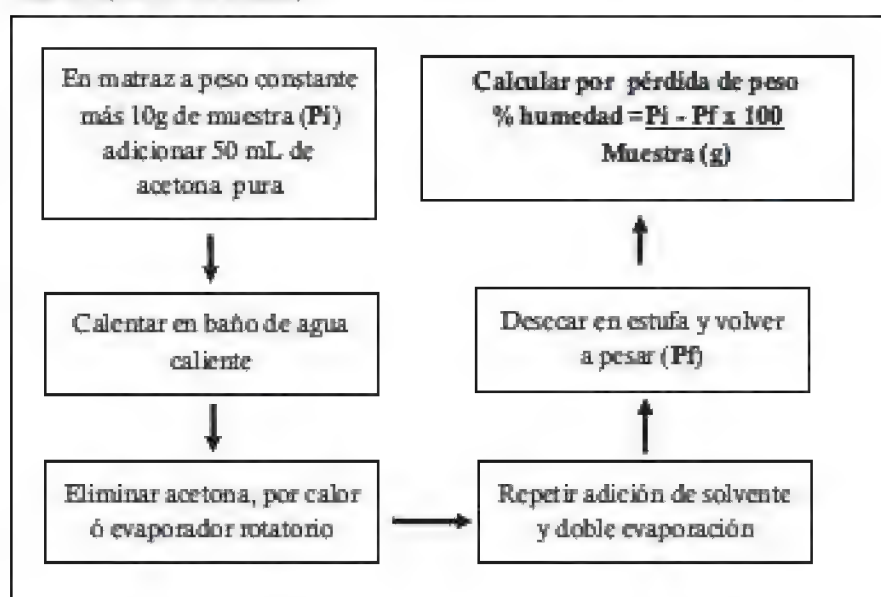 En matraz a peso constante
más 10g de muestra (Pi)
adicionar 50 mL de
acetona pura
Calentar en baño de agua
caliente
Eliminar acetona, por calor
ó evaporador rotatorio
Repetir adición de solvente
y doble evaporación
Desecar en estufa y volver
a pesar (Pf)
Calcular por pérdida de peso
% humedad = Pi - Pf x 100
Muestra (g)